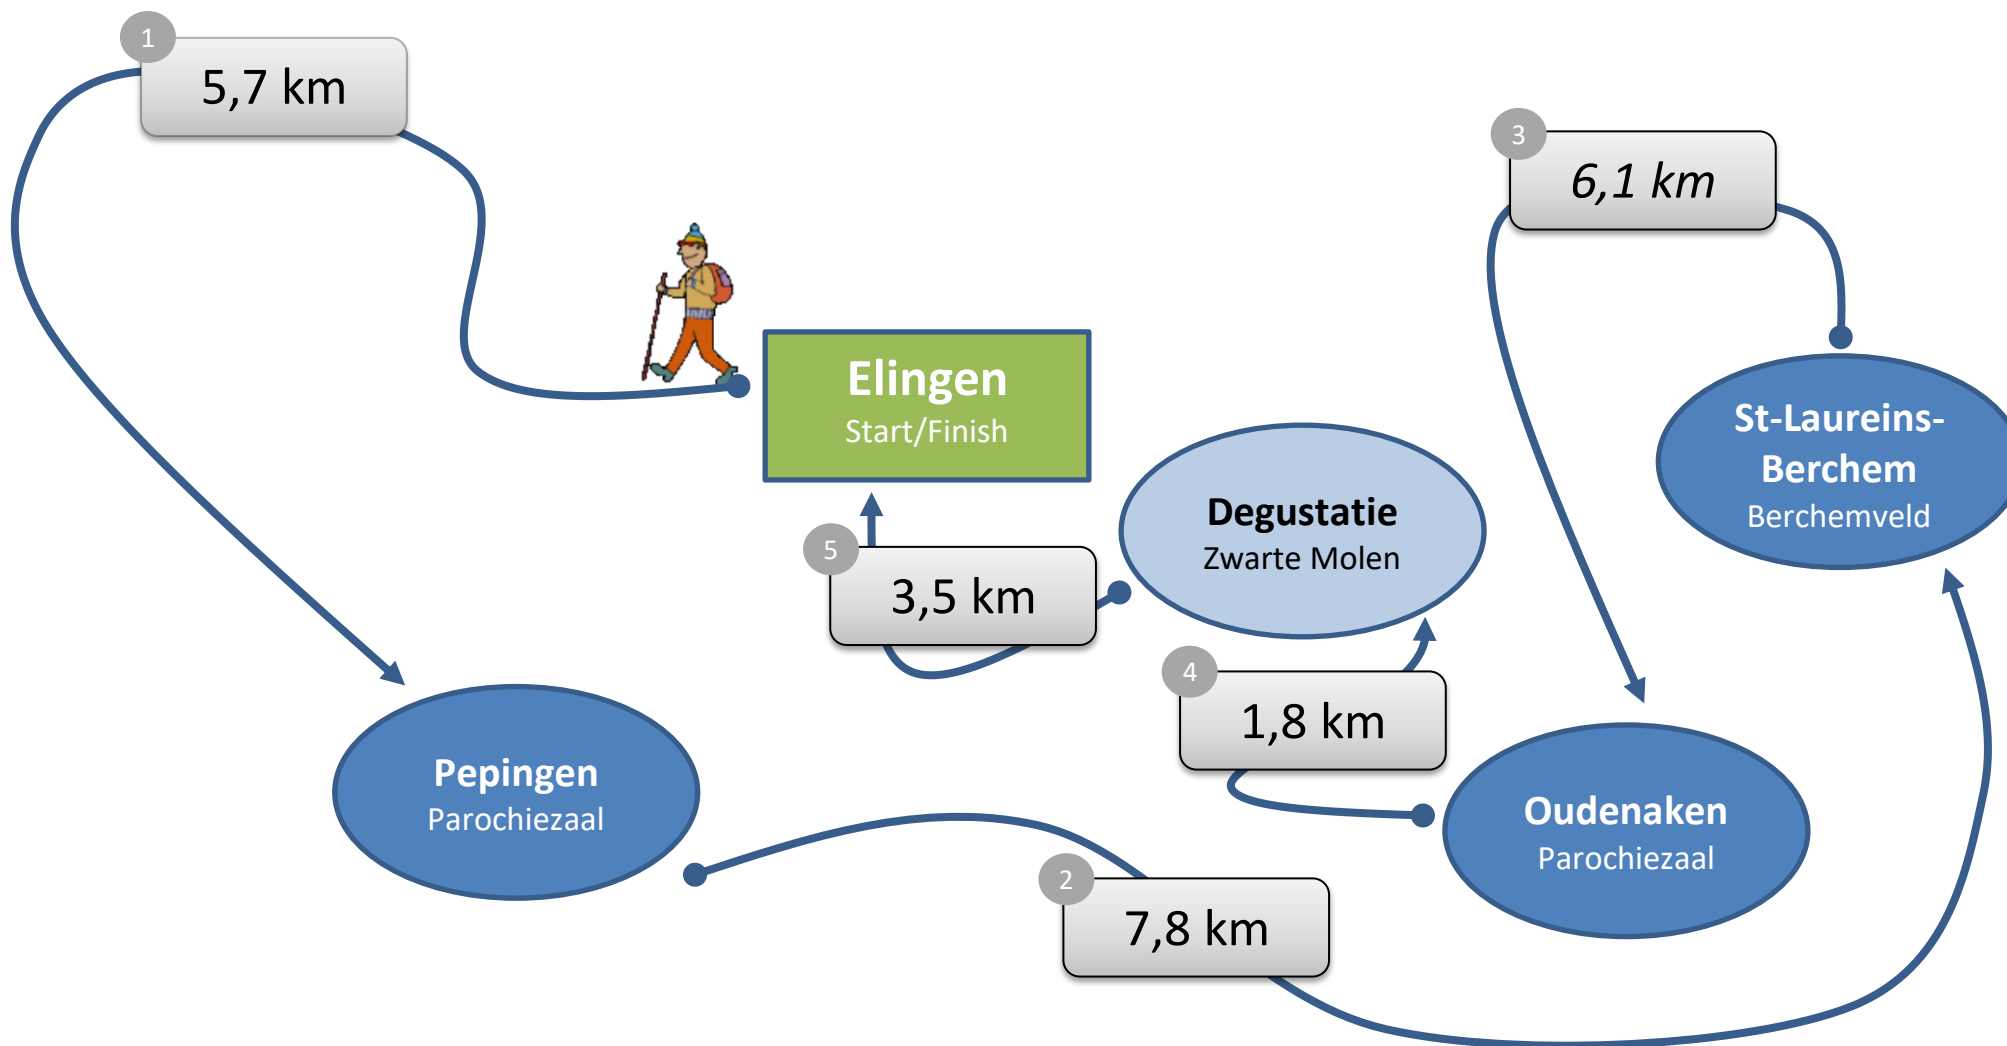 1
5,7 km
3
6,1 km
Elingen
Start/Finish
St-Laureins-
Berchem
Berchemveld
Degustatie
Zwarte Molen
5
3,5 km
4
1,8 km
Pepingen
Parochiezaal
Oudenaken
Parochiezaal
2
7,8 km